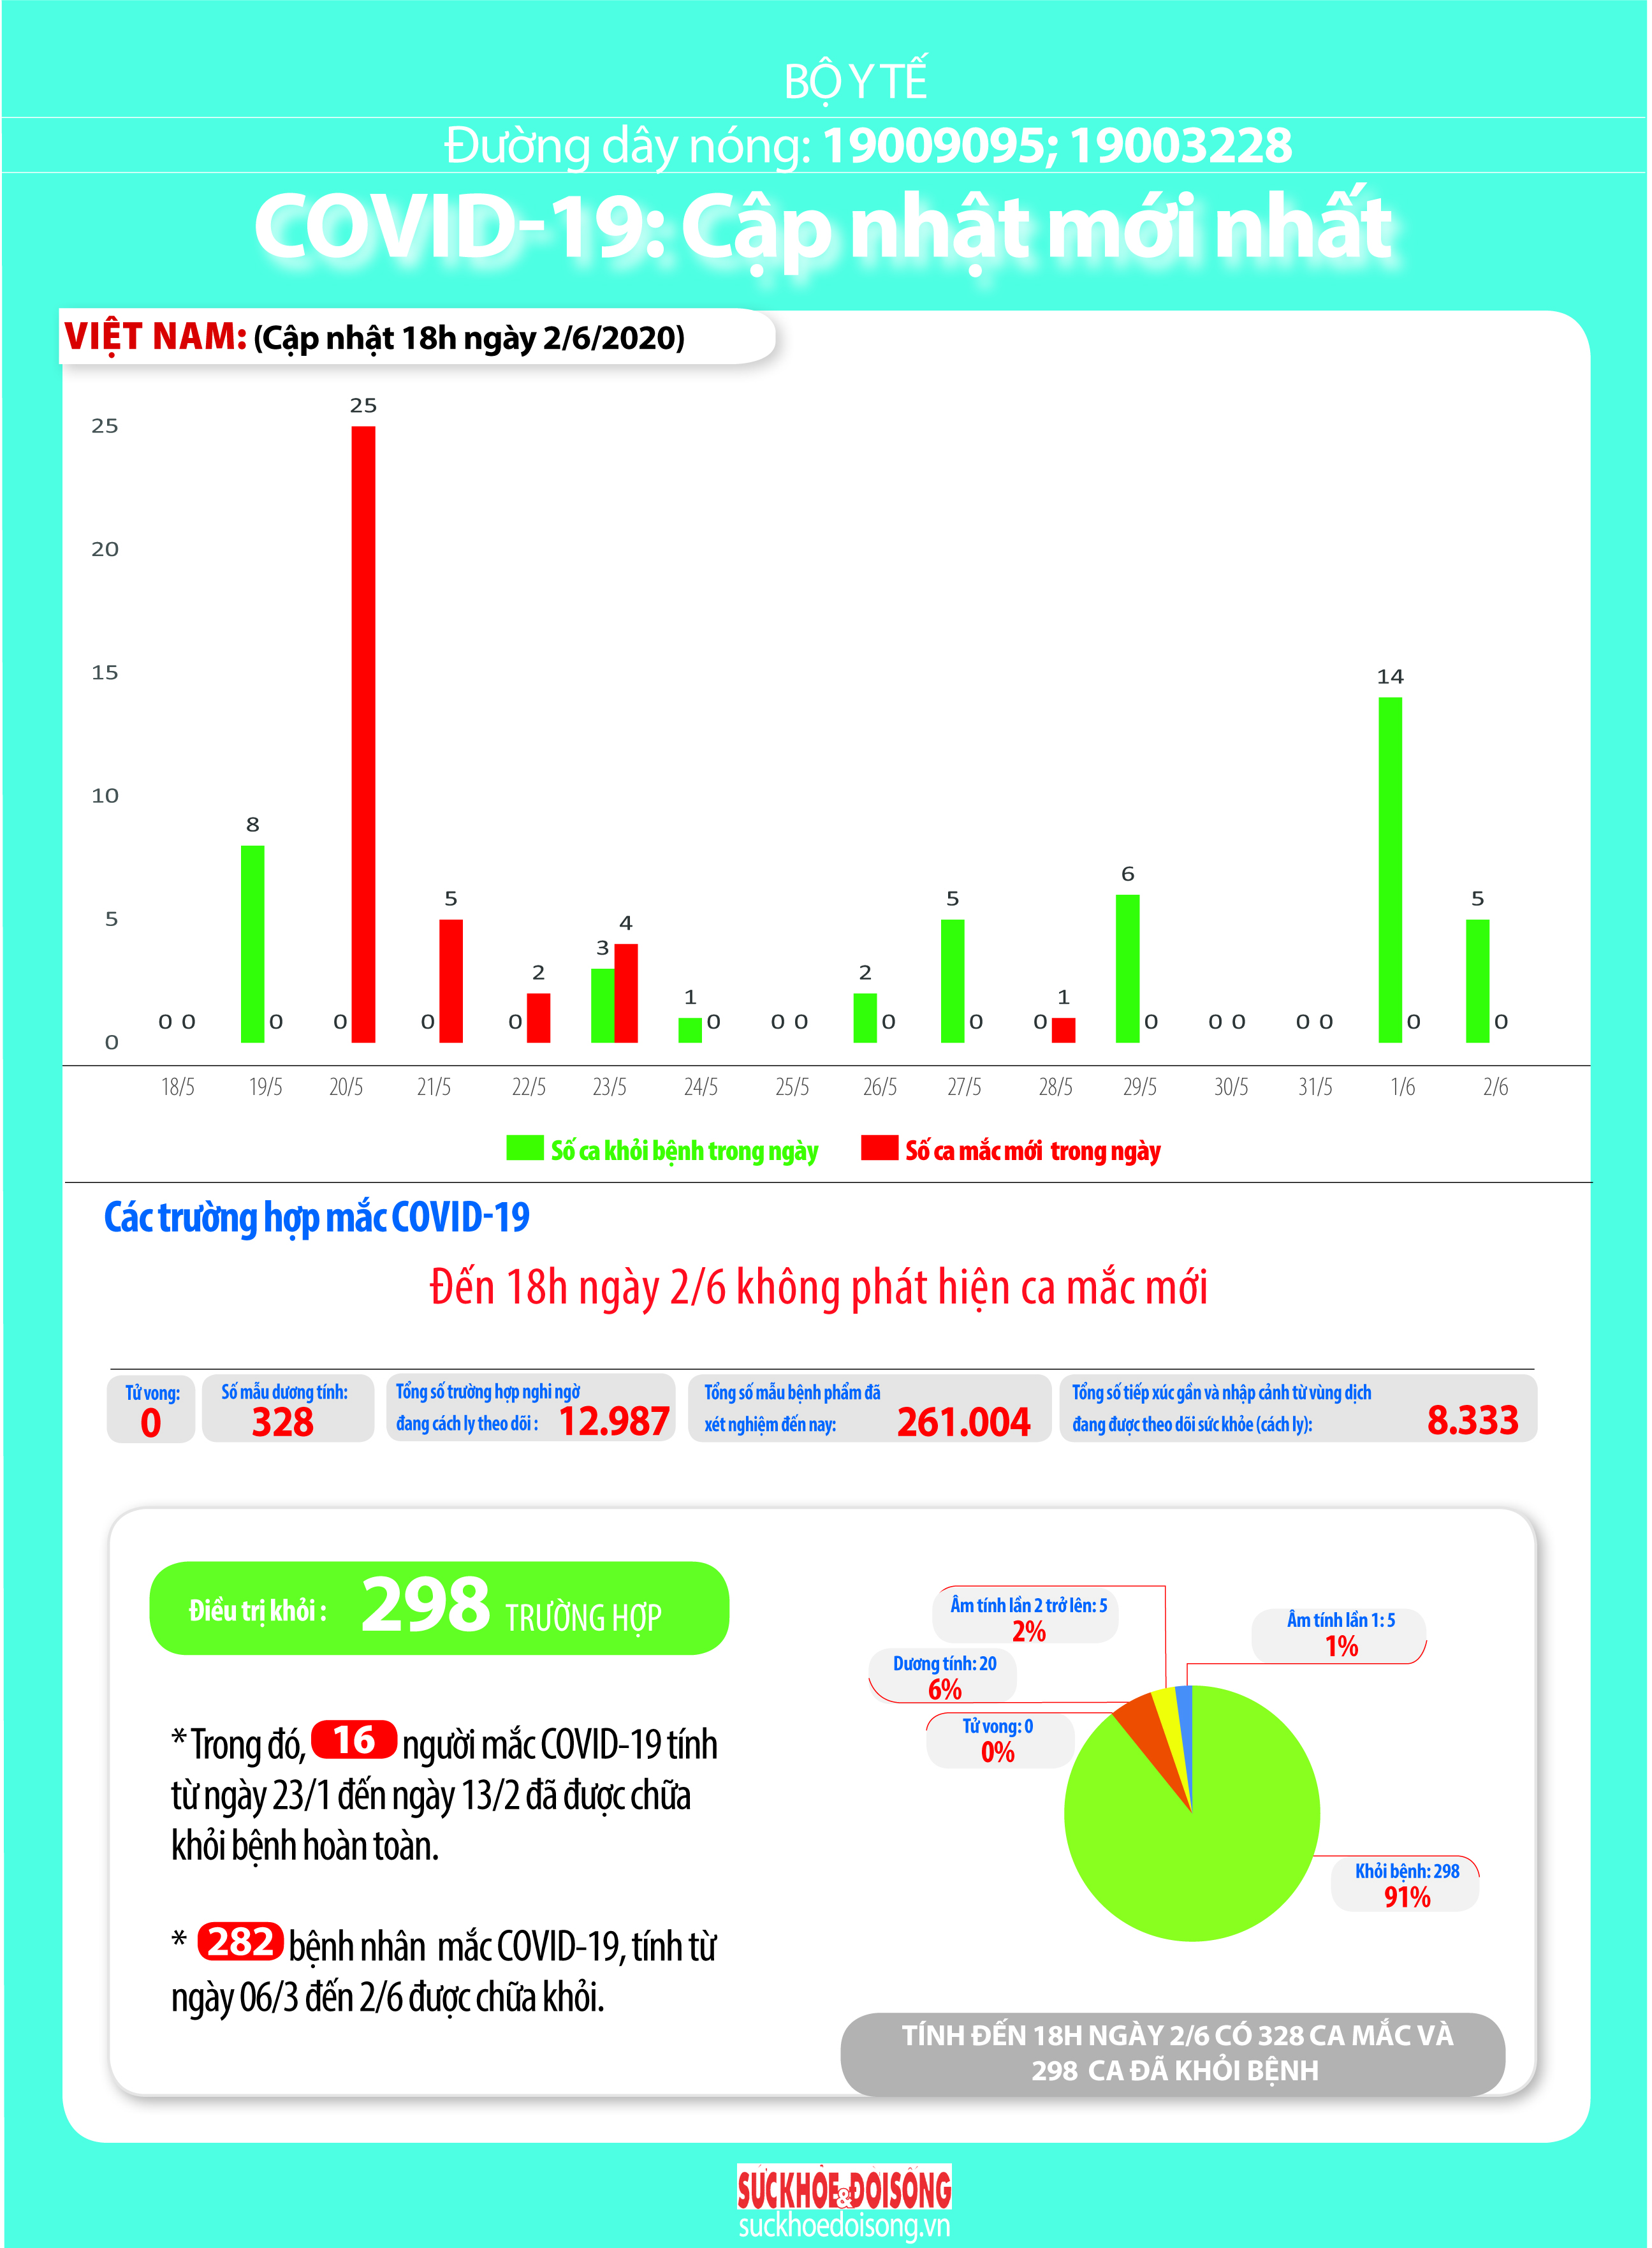 BỘ Y TẾ
Đường dây nóng: 19009095; 19003228
COVID-19: Cập nhật mới nhất
VIỆT NAM: (Cập nhật 18h ngày 2/6/2020)
25
20
15
10
5
0
0 0
8 0
0 25
0 5
0 2
3 4
1 0
0 0
2 0
5 0
0 1
6 0
0 0
0 0
14 0
5 0
18/5 19/5 20/5 21/5 22/5 23/5 24/5 25/5 26/5 27/5 28/5 29/5 30/5 31/5 1/6 2/6
Số ca khỏi bệnh trong ngày Số ca mắc mới trong ngày
Các trường hợp mắc COVID-19
Đến 18h ngày 2/6 không phát hiện ca mắc mới
Tử vong:
0
Số mẫu dương tính:
328
Tổng số trường hợp nghi ngờ
đang cách ly theo dõi : 12.987
Tổng số mẫu bệnh phẩm đã
xét nghiệm đến nay: 261.004
Tổng số tiếp xúc gần và nhập cảnh từ vùng dịch
đang được theo dõi sức khỏe (cách ly): 8.333
Điều trị khỏi : 298 TRƯỜNG HỢP
* Trong đó, 16 người mắc COVID-19 tính
từ ngày 23/1 đến ngày 13/2 đã được chữa
khỏi bệnh hoàn toàn.
* 282 bệnh nhân mắc COVID-19, tính từ
ngày 06/3 đến 2/6 được chữa khỏi.
Âm tính lần 2 trở lên: 5
2%
Âm tính lần 1: 5
1%
Dương tính: 20
6%
Tử vong: 0
0%
Khỏi bệnh: 298
91%
TÍNH ĐẾN 18H NGÀY 2/6 CÓ 328 CA MẮC VÀ
298 CA ĐÃ KHỎI BỆNH
SỨC KHỎE & ĐỜI SỐNG
suckhoedoisong.vn